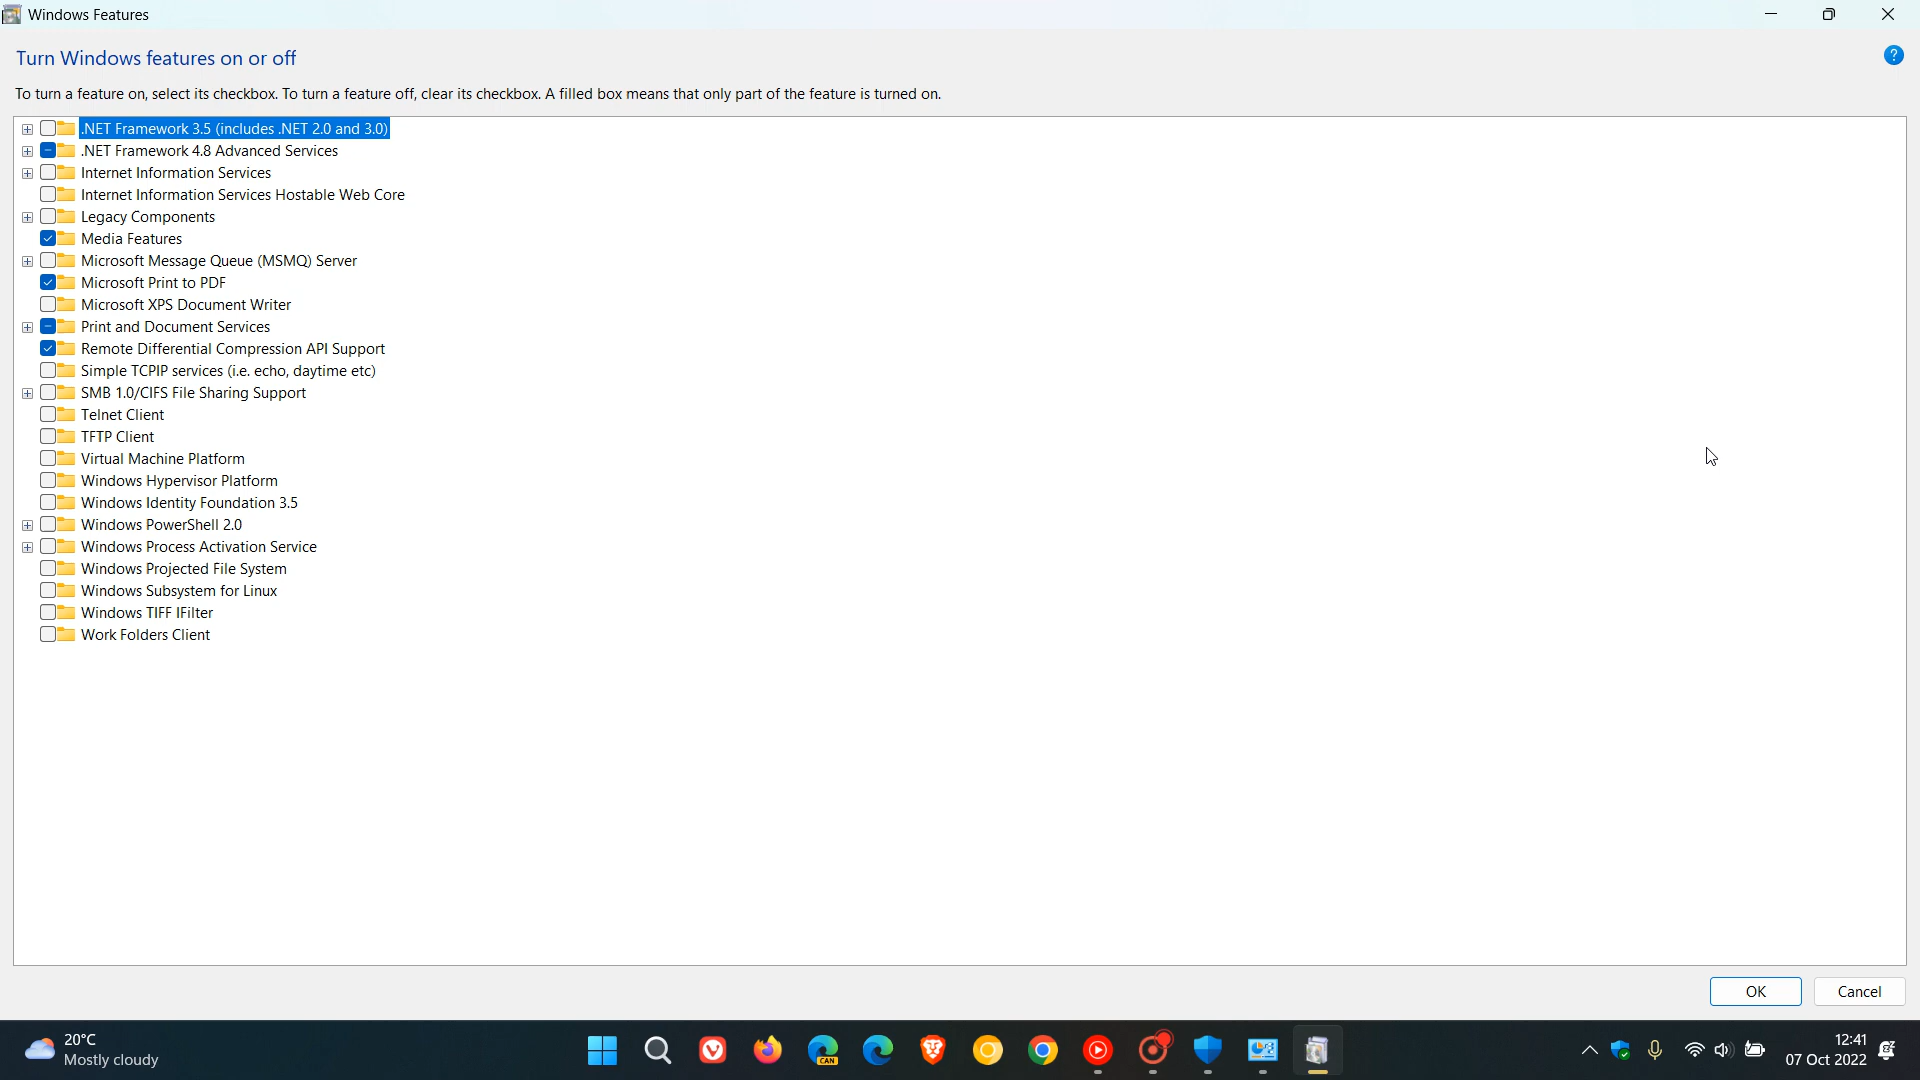 Windows Features
Turn Windows features on or off
To turn a feature on, select its checkbox. To turn a feature off, clear its checkbox. A filled box means that only part of the feature is turned on.
.NET Framework 3.5 (includes .NET 2.0 and 3.0)
.NET Framework 4.8 Advanced Services
Internet Information Services
Internet Information Services Hostable Web Core
Legacy Components
Media Features
Microsoft Message Queue (MSMQ) Server
Microsoft Print to PDF
Microsoft XPS Document Writer
Print and Document Services
Remote Differential Compression API Support
Simple TCPIP services (i.e. echo, daytime etc)
SMB 1.0/CIFS File Sharing Support
Telnet Client
TFTP Client
Virtual Machine Platform
Windows Hypervisor Platform
Windows Identity Foundation 3.5
Windows PowerShell 2.0
Windows Process Activation Service
Windows Projected File System
Windows Subsystem for Linux
Windows TIFF IFilter
Work Folders Client
OK Cancel
20°C
Mostly cloudy
CAN
12:41
07 Oct 2022